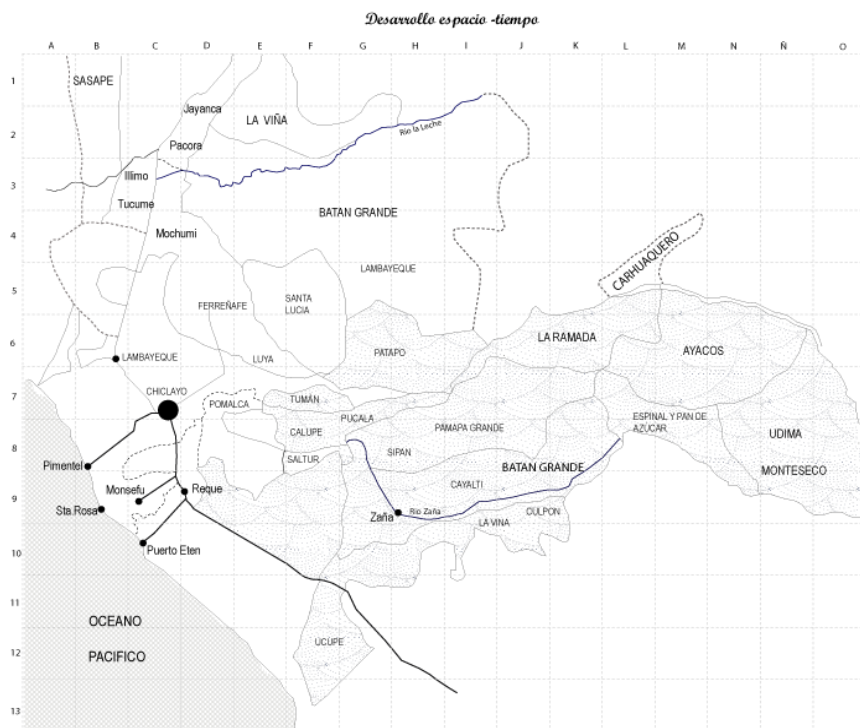 Desarrollo espacio -tiempo
A B C D E F G H I J K L M N Ñ O
1
SASAPE
Jayanca
LA VIÑA
2
Rio la Leche
Pacora
3
Illimo
Tucume
BATAN GRANDE
4
Mochumi
CARHUAQUERO
LAMBAYEQUE
5
FERREÑAFE
SANTA
LUCIA
6
LAMBAYEQUE
LUYA
PATAPO
LA RAMADA
AYACOS
7
CHICLAYO
POMALCA
TUMÁN
PUCALA
ESPINAL Y PAN DE
AZÚCAR
CALUPE
PAMAPA GRANDE
UDIMA
8
Pimentel
SALTUR
SIPAN
BATAN GRANDE
MONTESECO
9
Monsefu
Reque
CAYALTI
Sta.Rosa
Zaña
Rio Zaña
CULPON
LA VINA
10
Puerto Eten
11
OCEANO
PACIFICO
12
UCUPE
13